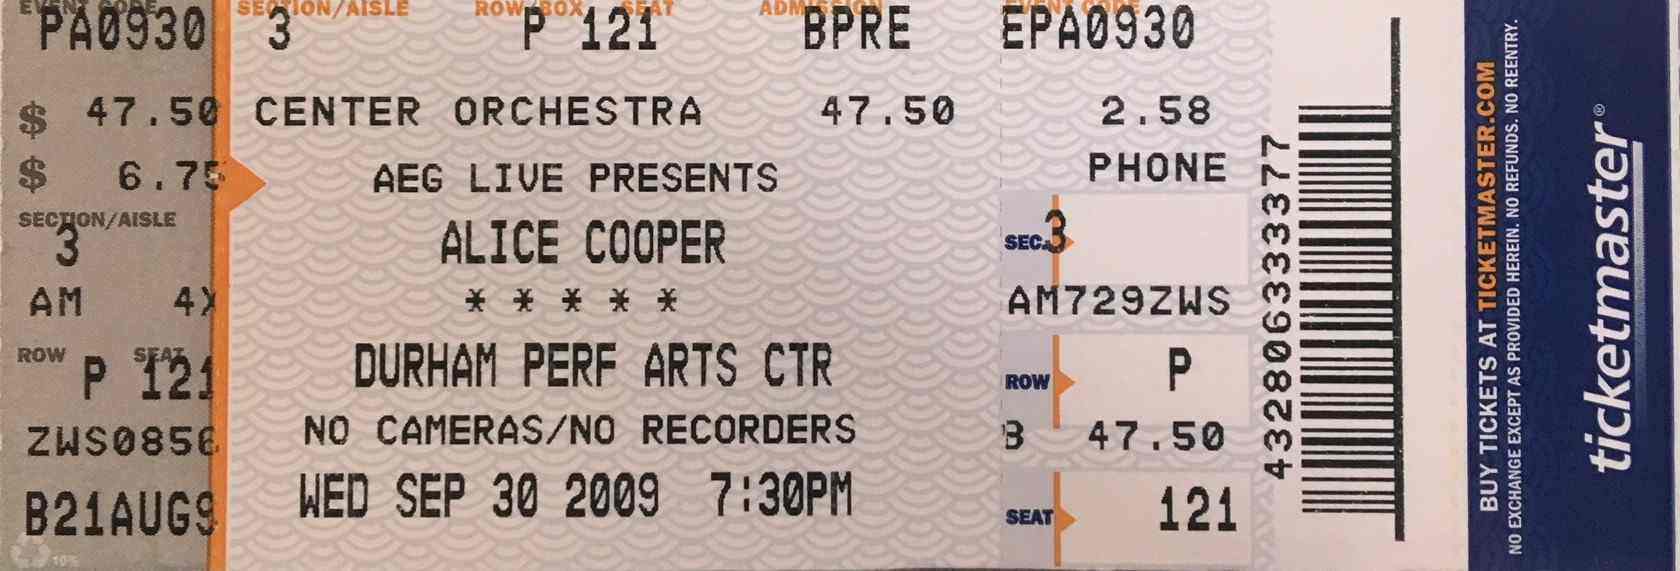 EVENT CODE
PA0930
$ 47.50
$ 6.75
SECTION/AISLE
3
AM 4X
ROW SEAT
P 121
ZWS0856
B21AUG9
10%
SECTION/AISLE ROW/BOX SEAT ADMISSION EVENT CODE
3 P 121 BPRE EPA0930
CENTER ORCHESTRA 47.50
AEG LIVE PRESENTS
ALICE COOPER
* * * * *
DURHAM PERF ARTS CTR
NO CAMERAS/NO RECORDERS
WED SEP 30 2009 7:30PM
2.58
PHONE
SEC. 3
AM729ZWS
ROW P
B 47.50
SEAT 121
432806333377
BUY TICKETS AT TICKETMASTER.COM
NO EXCHANGE EXCEPT AS PROVIDED HEREIN. NO REFUNDS. NO REENTRY.
ticketmaster®